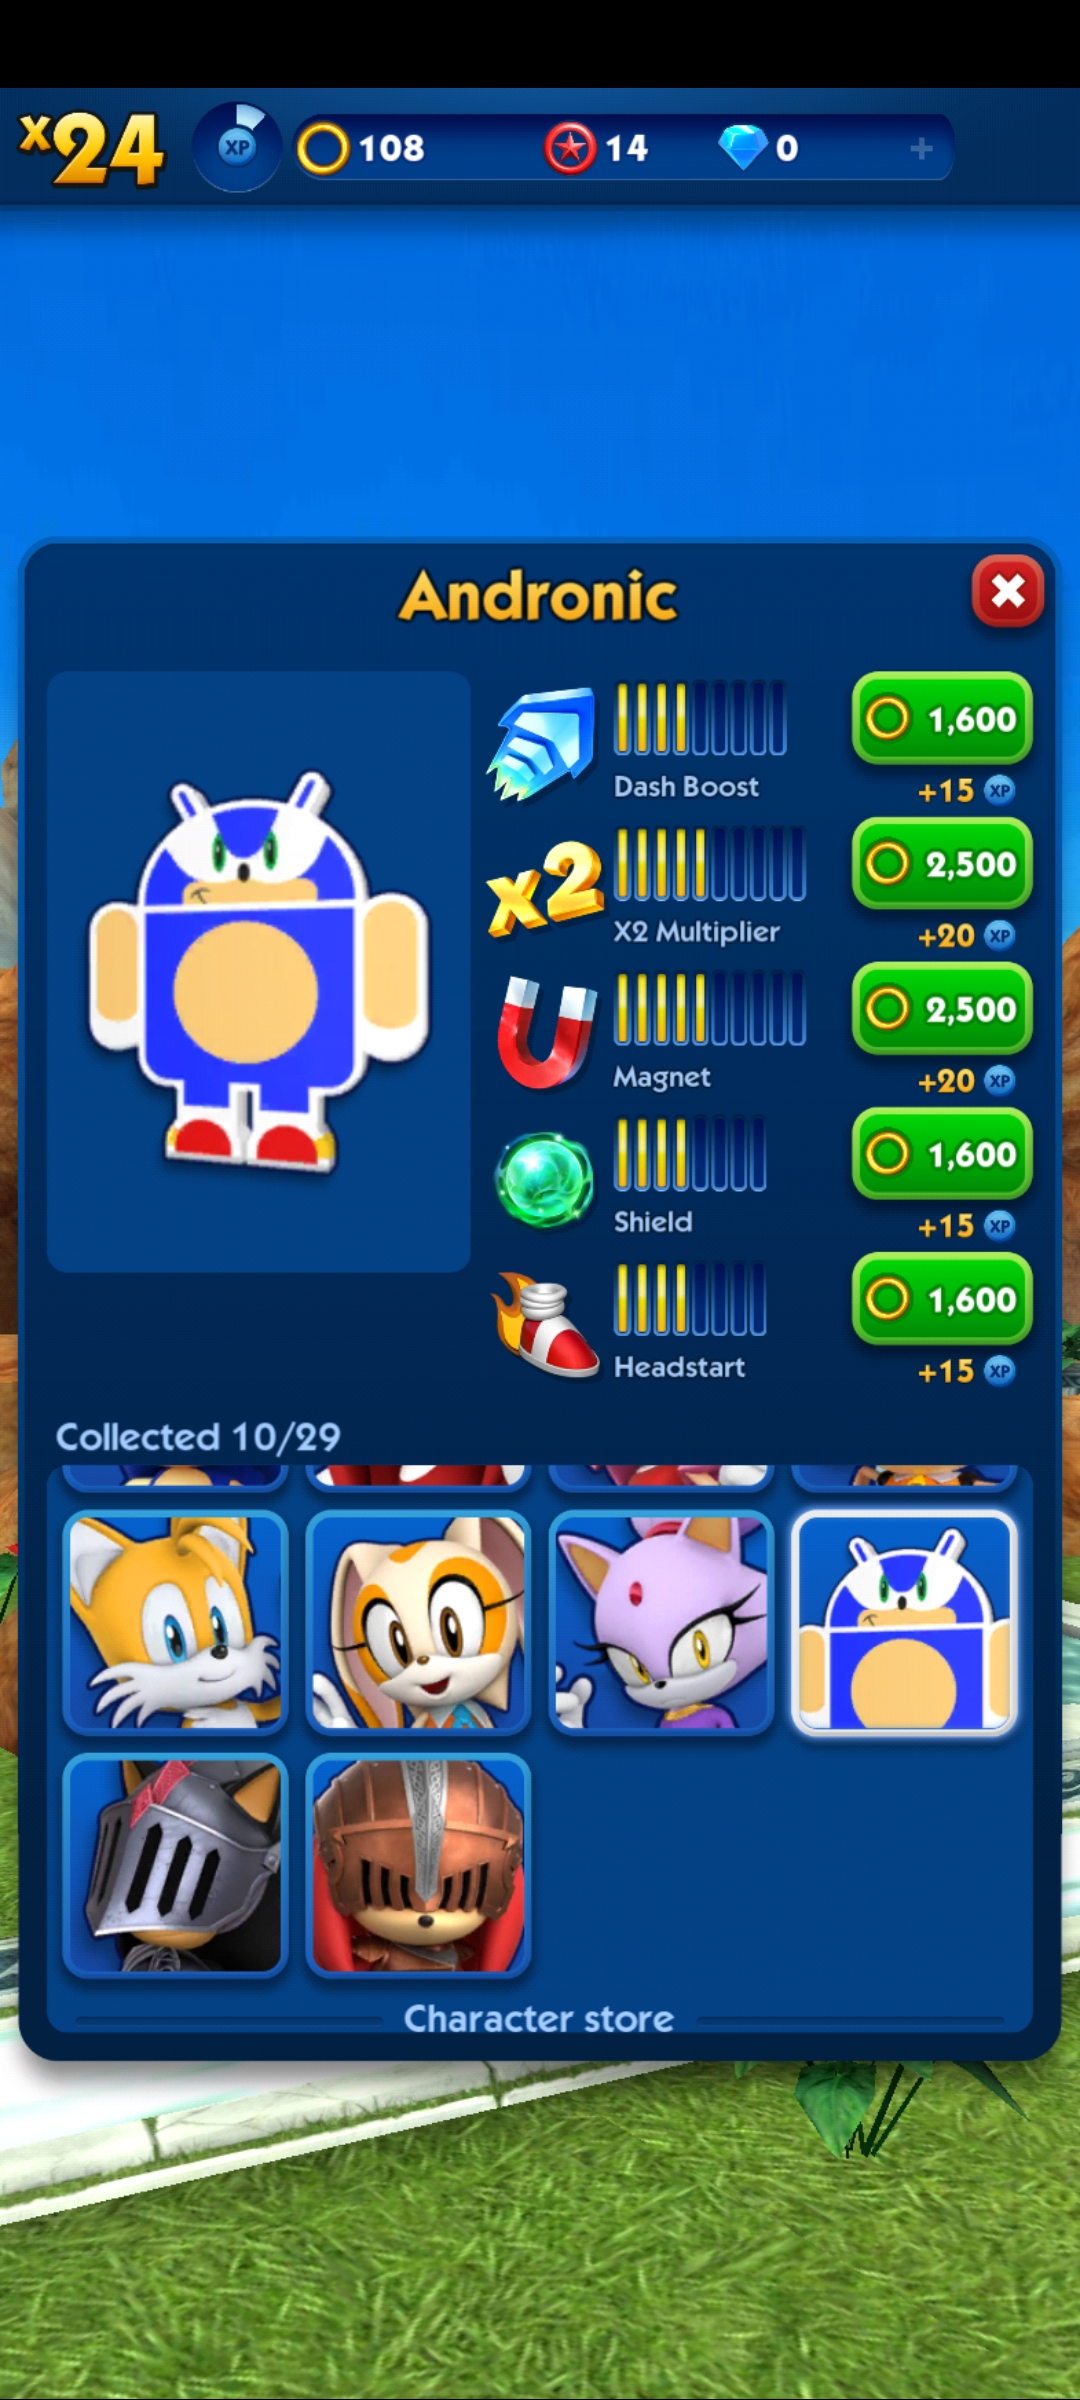 x24 XP 108 14 0 +
Andronic
1,600
Dash Boost +15 XP
x2 2,500
X2 Multiplier +20 XP
2,500
Magnet +20 XP
1,600
Shield +15 XP
1,600
Headstart +15 XP
Collected 10/29
Character store